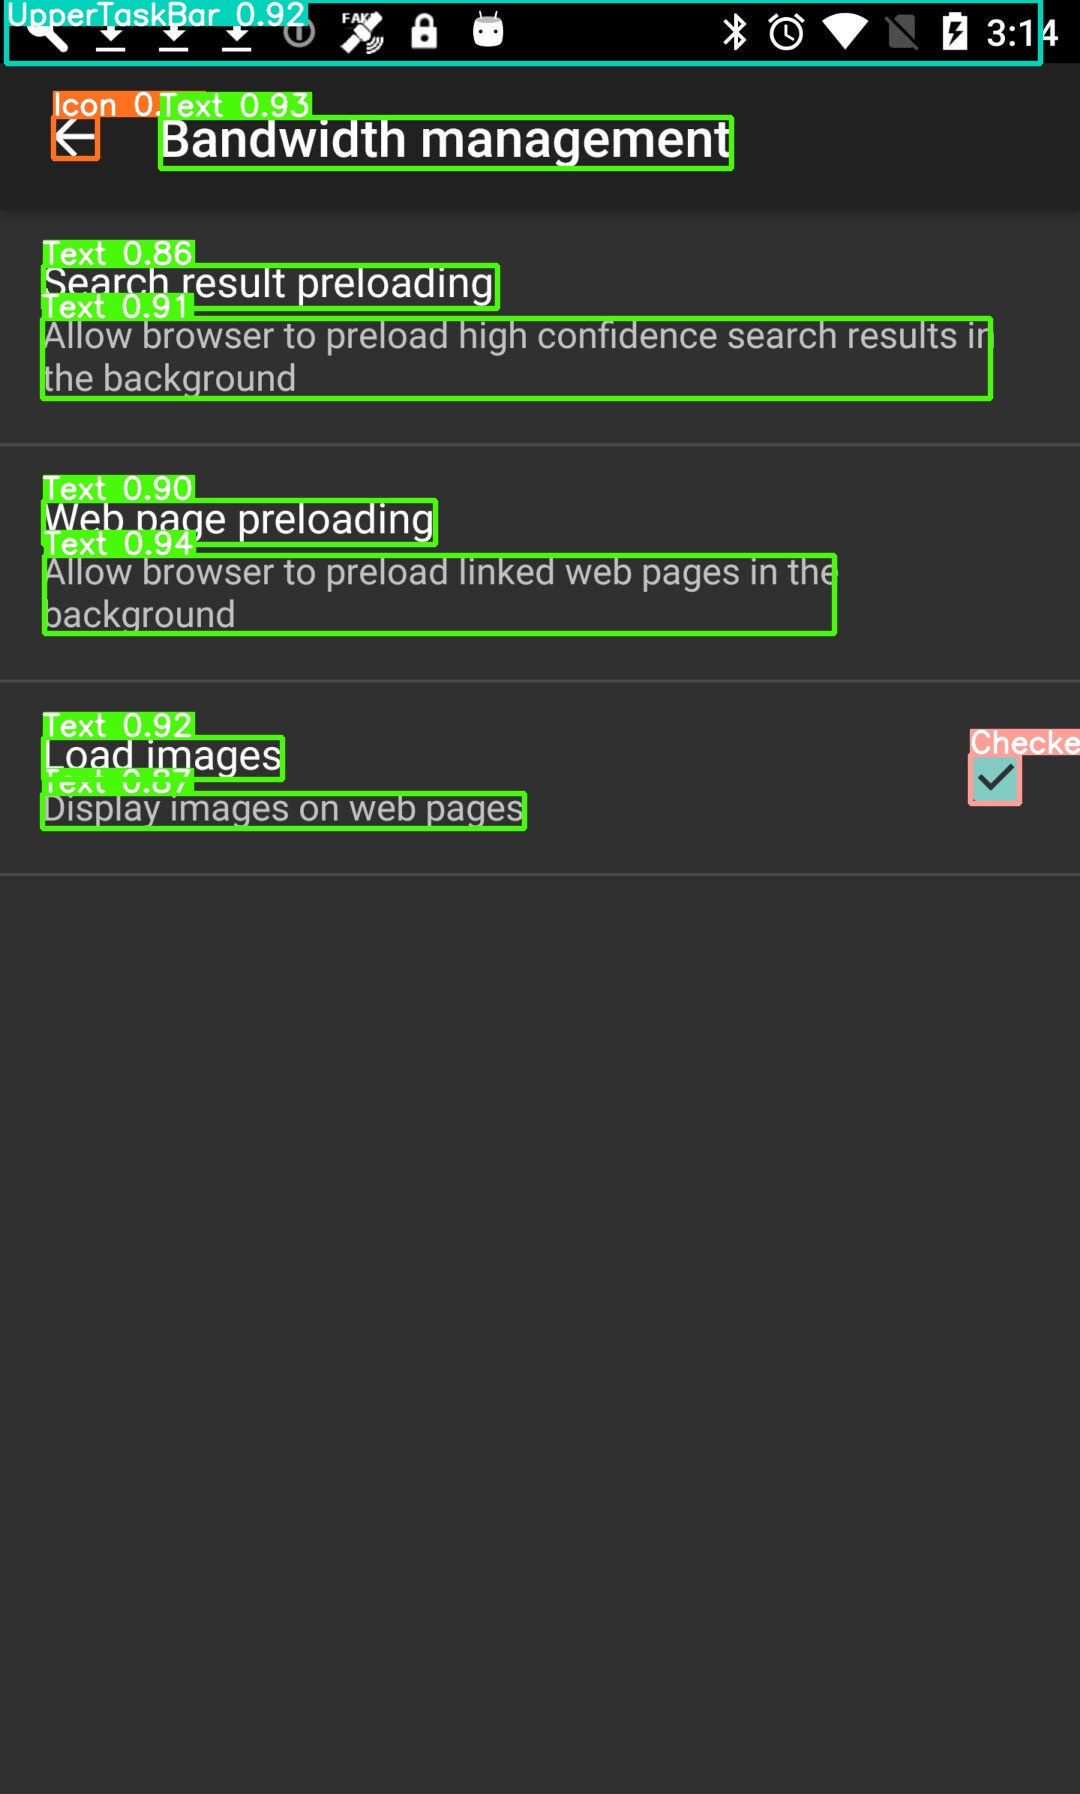 UpperTaskBar 0.92
FAKE
3:14
Icon 0.
Text 0.93
Bandwidth management
Text 0.86
Search result preloading
Text 0.91
Allow browser to preload high confidence search results in
the background
Text 0.90
Web page preloading
Text 0.94
Allow browser to preload linked web pages in the
background
Text 0.92
Load images
Checke
Text 0.87
Display images on web pages